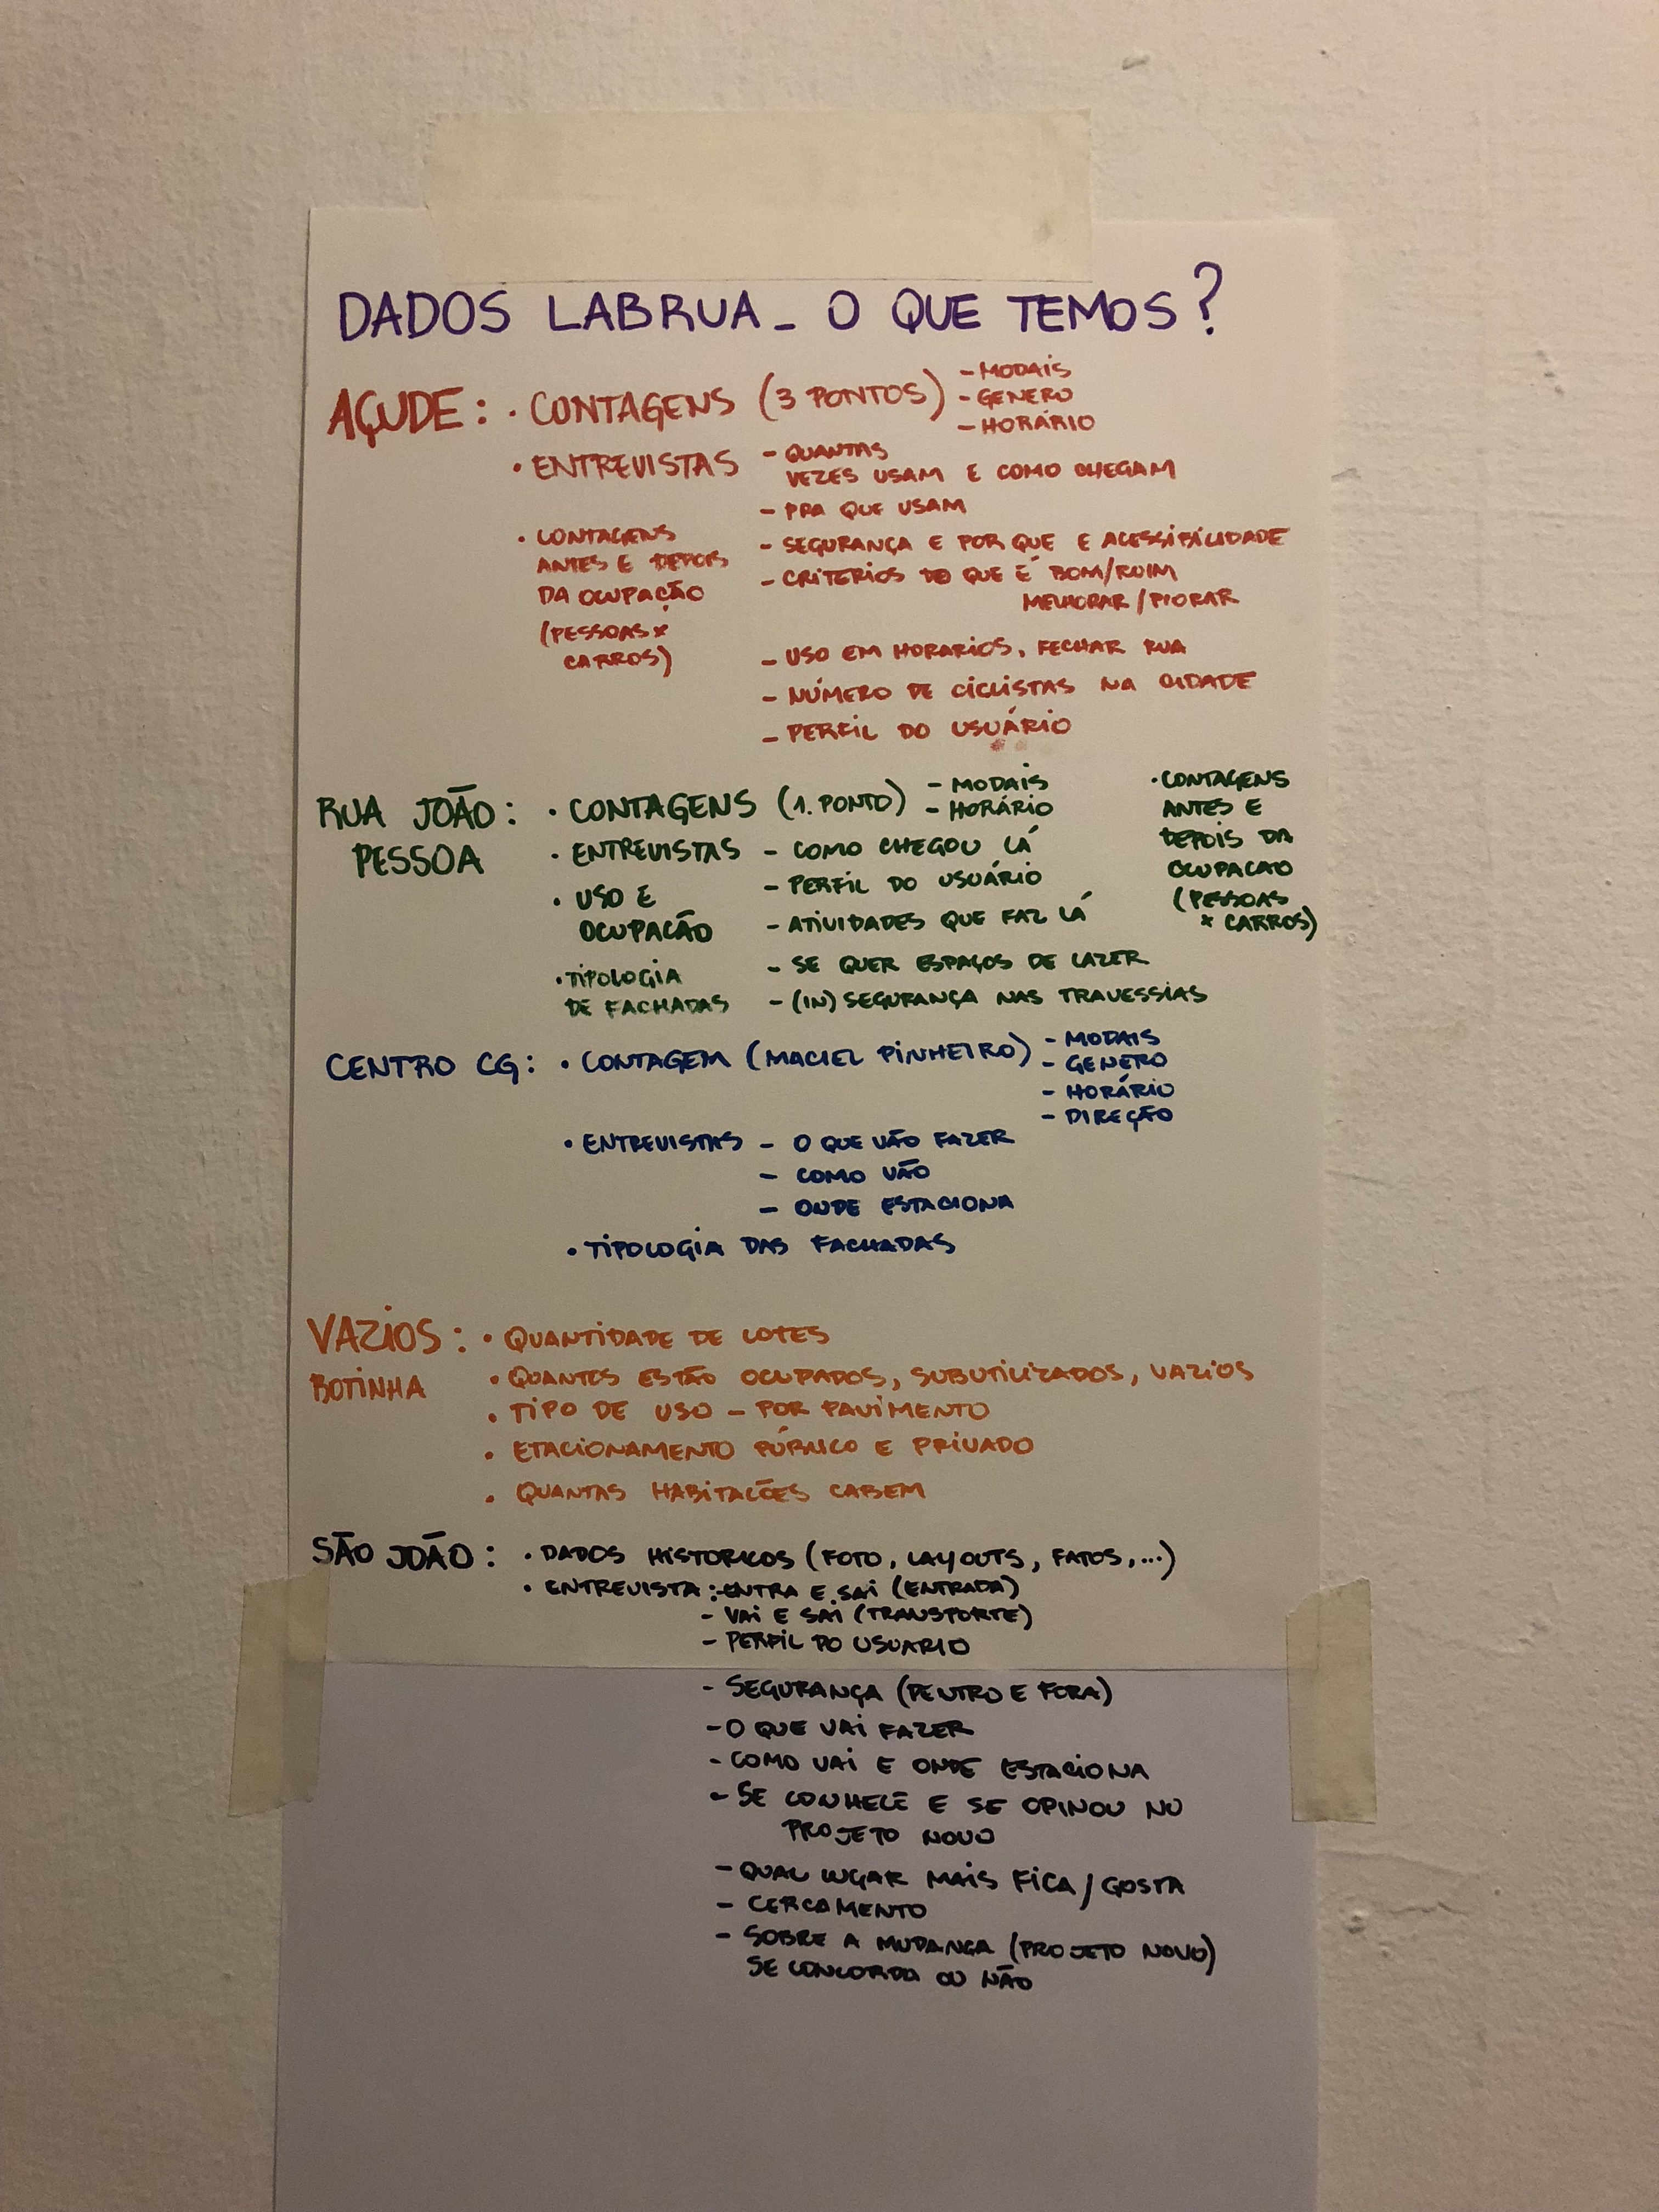 DADOS LABRUA_ O QUE TEMOS?
AÇUDE: · CONTAGENS (3 PONTOS)
- MODAIS
- GENERO
- HORÁRIO
· ENTREVISTAS
- QUANTAS
VEZES USAM E COMO CHEGAM
- PRA QUE USAM
- SEGURANÇA E POR QUE E ACESSIBILIDADE
- CRITERIOS DO QUE É BOM/RUIM
MELHORAR/PIORAR
- USO EM HORARIOS, FECHAR RUA
- NÚMERO DE CICLISTAS NA CIDADE
- PERFIL DO USUÁRIO
· CONTAGENS
ANTES E DEPOIS
DA OCUPAÇÃO
(PESSOAS x
CARROS)
RUA JOÃO: · CONTAGENS (1. PONTO)
PESSOA
- MODAIS
- HORÁRIO
· ENTREVISTAS - COMO CHEGOU LÁ
- PERFIL DO USUÁRIO
- ATIVIDADES QUE FAZ LÁ
- SE QUER ESPAÇOS DE LAZER
- (IN) SEGURANÇA NAS TRAVESSIAS
· USO E
OCUPACÃO
· TIPOLOGIA
DE FACHADAS
· CONTAGENS
ANTES E
DEPOIS DA
OCUPACAO
(PESSOAS
x CARROS)
CENTRO CG: · CONTAGEM (MACIEL PINHEIRO)
- MODAIS
- GENERO
- HORÁRIO
- DIREÇÃO
· ENTREVISTAS - O QUE VÃO FAZER
- COMO VÃO
- ONDE ESTACIONA
· TIPOLOGIA DAS FACHADAS
VAZIOS: · QUANTIDADE DE LOTES
BOTINHA · QUANTOS ESTÃO OCUPADOS, SUBUTILIZADOS, VAZIOS
· TIPO DE USO - POR PAVIMENTO
· ETACIONAMENTO PÚBLICO E PRIVADO
· QUANTAS HABITAÇÕES CABEM
SÃO JOÃO: · DADOS HISTORICOS (FOTO, LAYOUTS, FATOS,...)
· ENTREVISTA: - ENTRA E SAI (ENTRADA)
- VAI E SAI (TRANSPORTE)
- PERFIL DO USUARIO
- SEGURANÇA (DENTRO E FORA)
- O QUE VAI FAZER
- COMO VAI E ONDE ESTACIONA
- SE CONHECE E SE OPINOU NO
PROJETO NOVO
- QUAL LUGAR MAIS FICA/GOSTA
- CERCAMENTO
- SOBRE A MUDANÇA (PROJETO NOVO)
SE CONCORDA OU NÃO